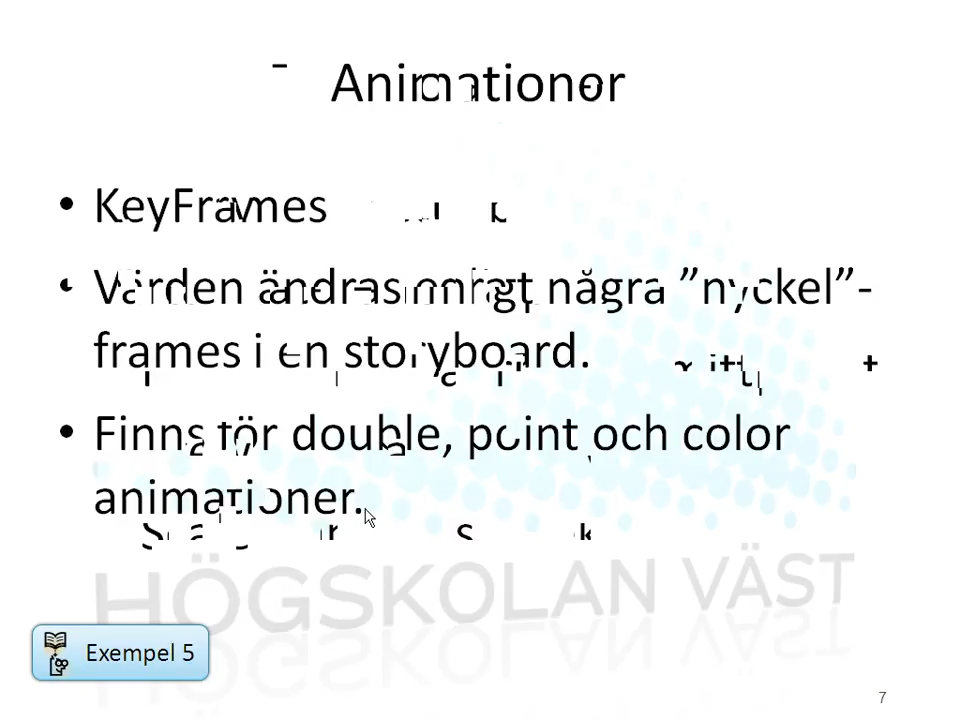 Animationer
• KeyFrames
• Värden ändras enligt några ”nyckel”-
frames i en storyboard.
• Finns för double, point och color
animationer.
HÖGSKOLAN VÄST
Exempel 5
7